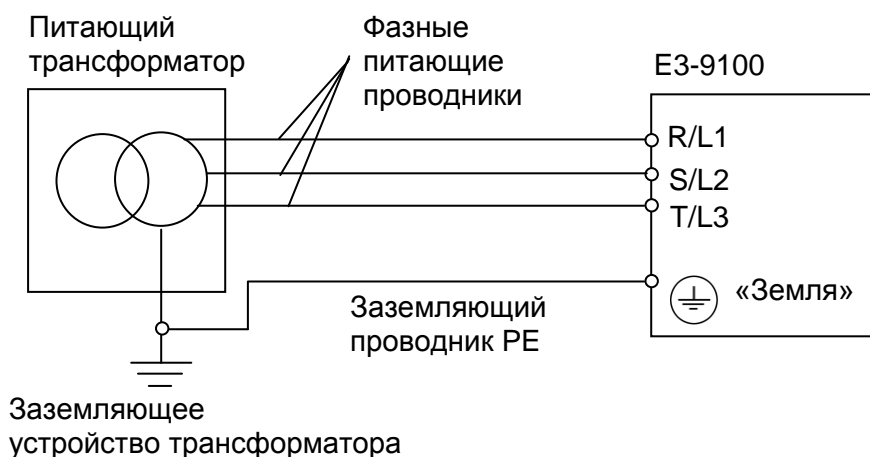 Питающий
трансформатор
Фазные
питающие
проводники
E3-9100
R/L1
S/L2
T/L3
«Земля»
Заземляющий
проводник PE
Заземляющее
устройство трансформатора